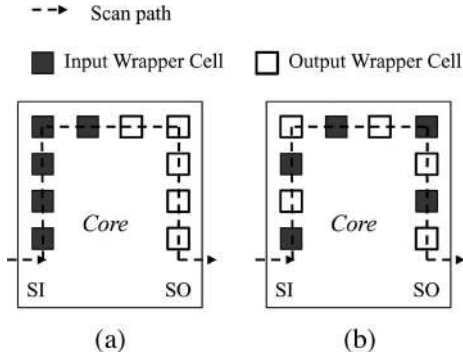 Scan path
Input Wrapper Cell Output Wrapper Cell
Core Core
SI SO SI SO
(a) (b)